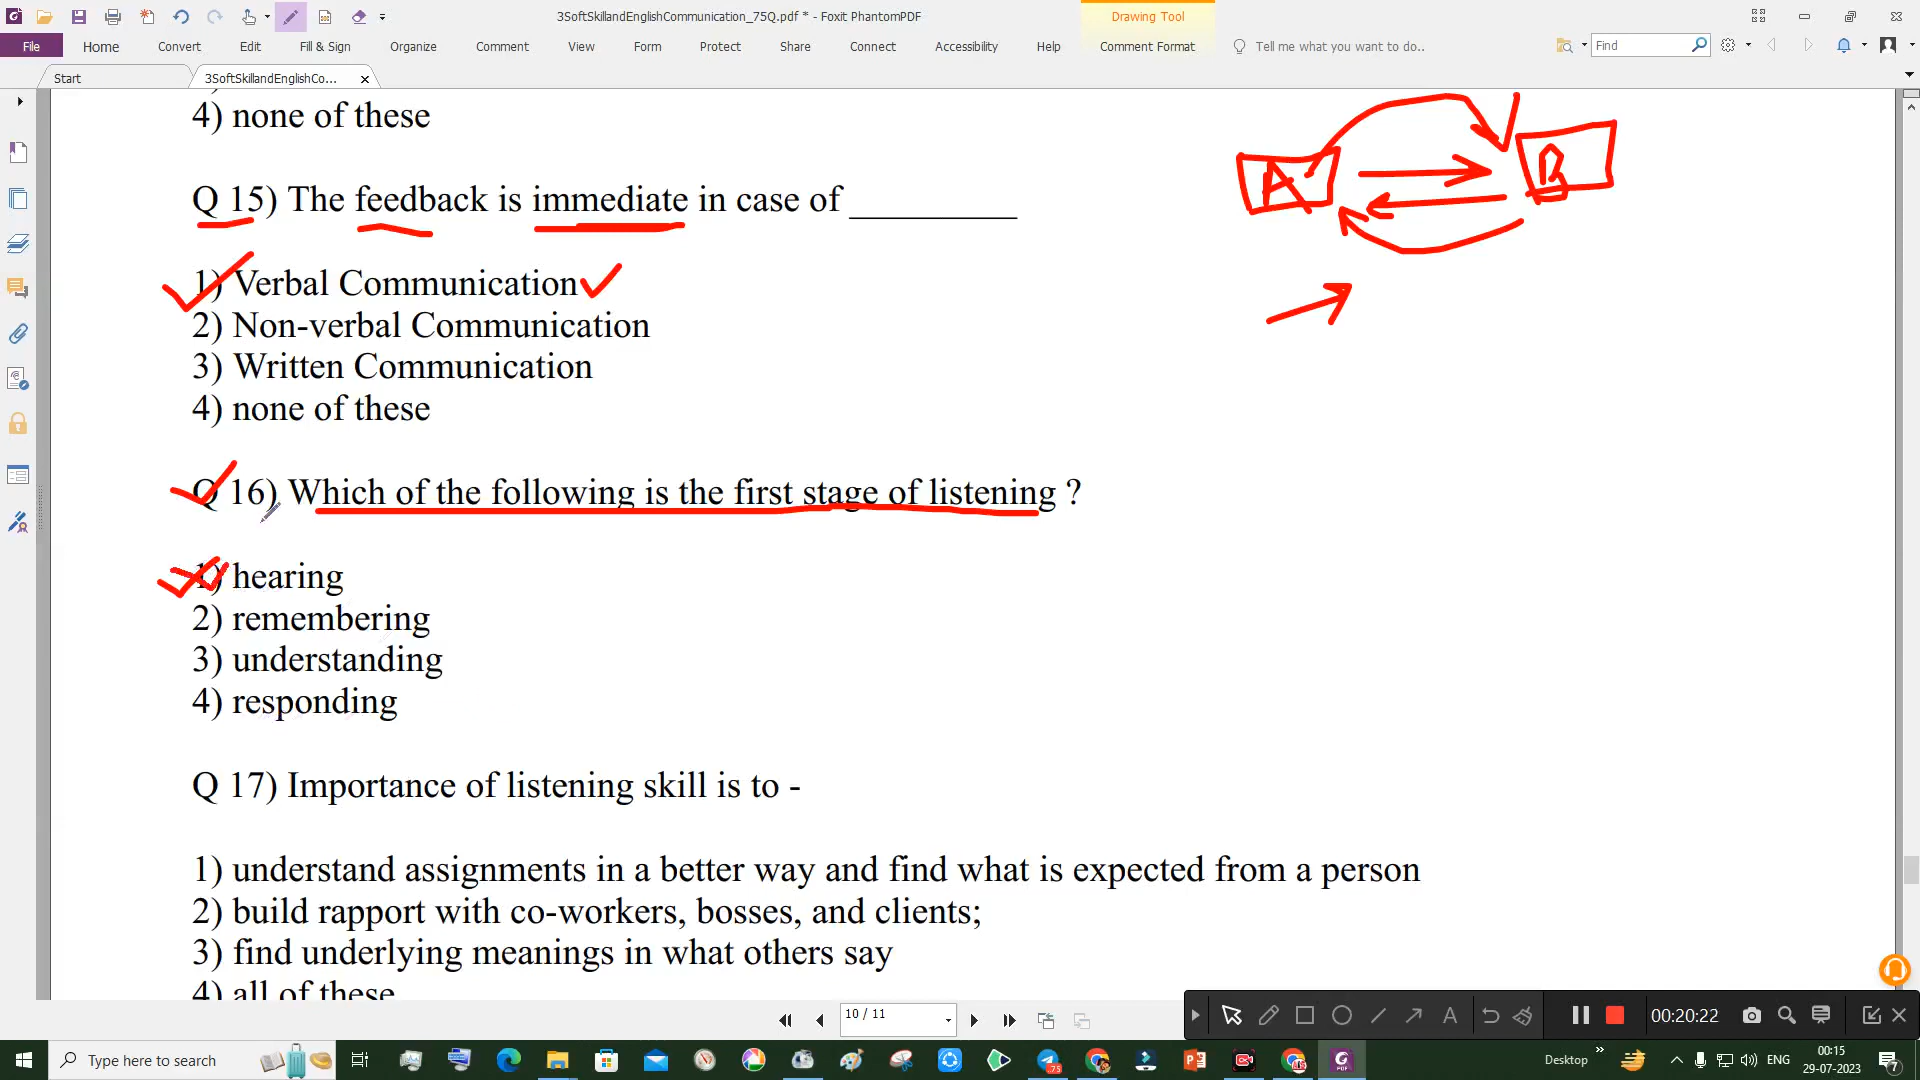 3SoftSkillandEnglishCommunication_75Q.pdf * - Foxit PhantomPDF
Drawing Tool
File Home Convert Edit Fill & Sign Organize Comment View Form Protect Share Connect Accessibility Help Comment Format Tell me what you want to do.. Find
Start 3SoftSkillandEnglishCo...
4) none of these
A B
Q 15) The feedback is immediate in case of __________
1) Verbal Communication
2) Non-verbal Communication
3) Written Communication
4) none of these
Q 16) Which of the following is the first stage of listening ?
1) hearing
2) remembering
3) understanding
4) responding
Q 17) Importance of listening skill is to -
1) understand assignments in a better way and find what is expected from a person
2) build rapport with co-workers, bosses, and clients;
3) find underlying meanings in what others say
4) all of these
10 / 11
00:20:22
Type here to search
Desktop
ENG
00:15
29-07-2023